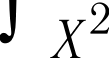 ∫ X²